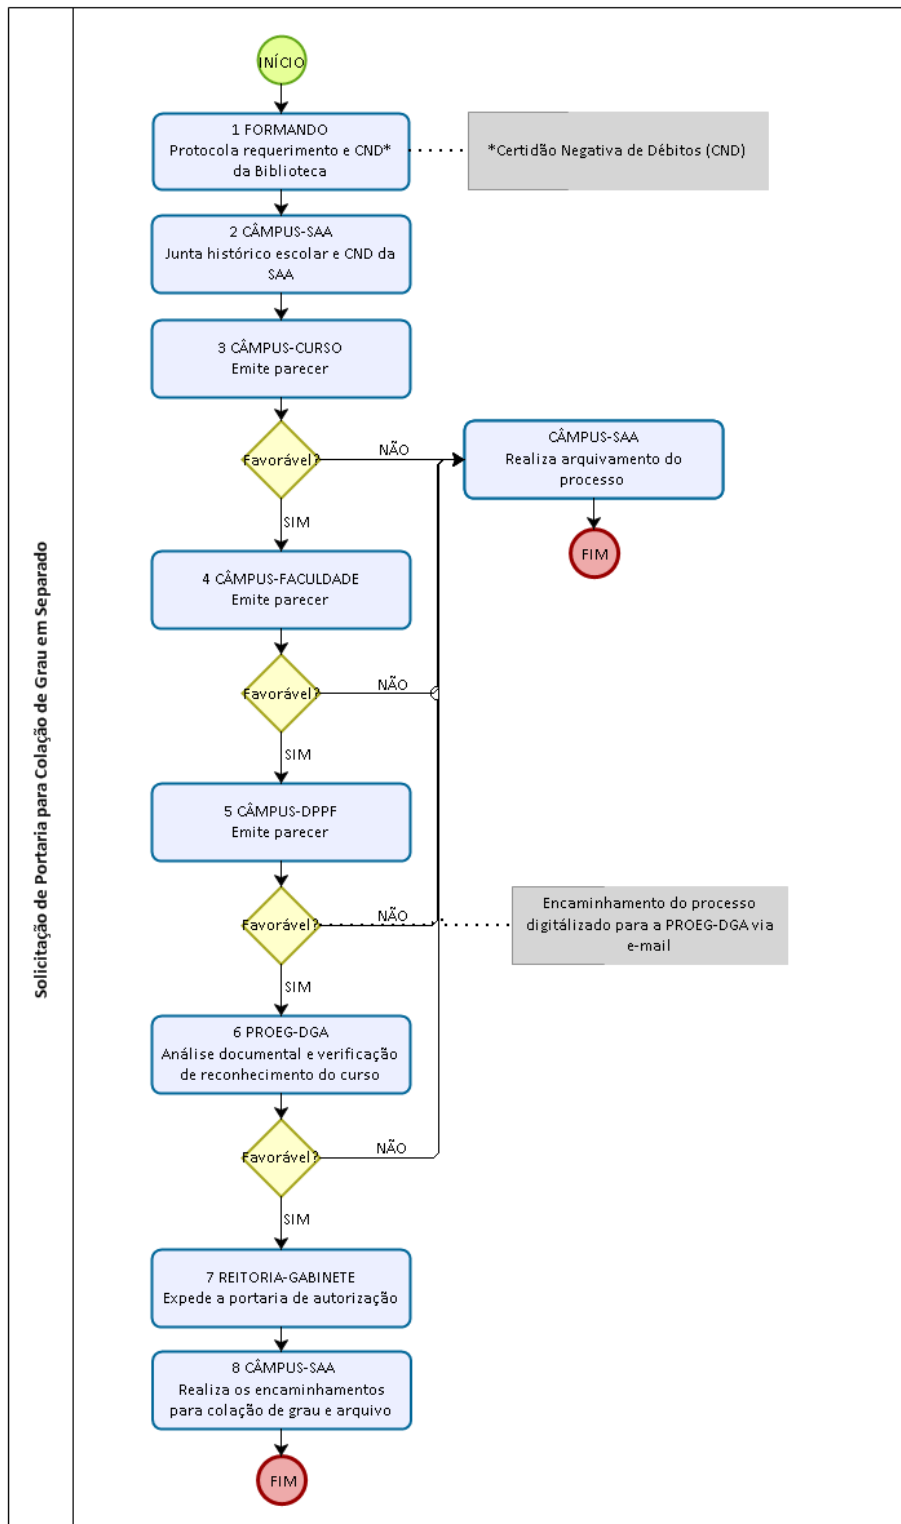 Solicitação de Portaria para Colação de Grau em Separado
INÍCIO
1 FORMANDO
Protocola requerimento e CND*
da Biblioteca
*Certidão Negativa de Débitos (CND)
2 CÂMPUS-SAA
Junta histórico escolar e CND da
SAA
3 CÂMPUS-CURSO
Emite parecer
Favorável?
NÃO
CÂMPUS-SAA
Realiza arquivamento do
processo
FIM
SIM
4 CÂMPUS-FACULDADE
Emite parecer
Favorável?
NÃO
SIM
5 CÂMPUS-DPPF
Emite parecer
Favorável?
NÃO
Encaminhamento do processo
digitálizado para a PROEG-DGA via
e-mail
SIM
6 PROEG-DGA
Análise documental e verificação
de reconhecimento do curso
Favorável?
NÃO
SIM
7 REITORIA-GABINETE
Expede a portaria de autorização
8 CÂMPUS-SAA
Realiza os encaminhamentos
para colação de grau e arquivo
FIM